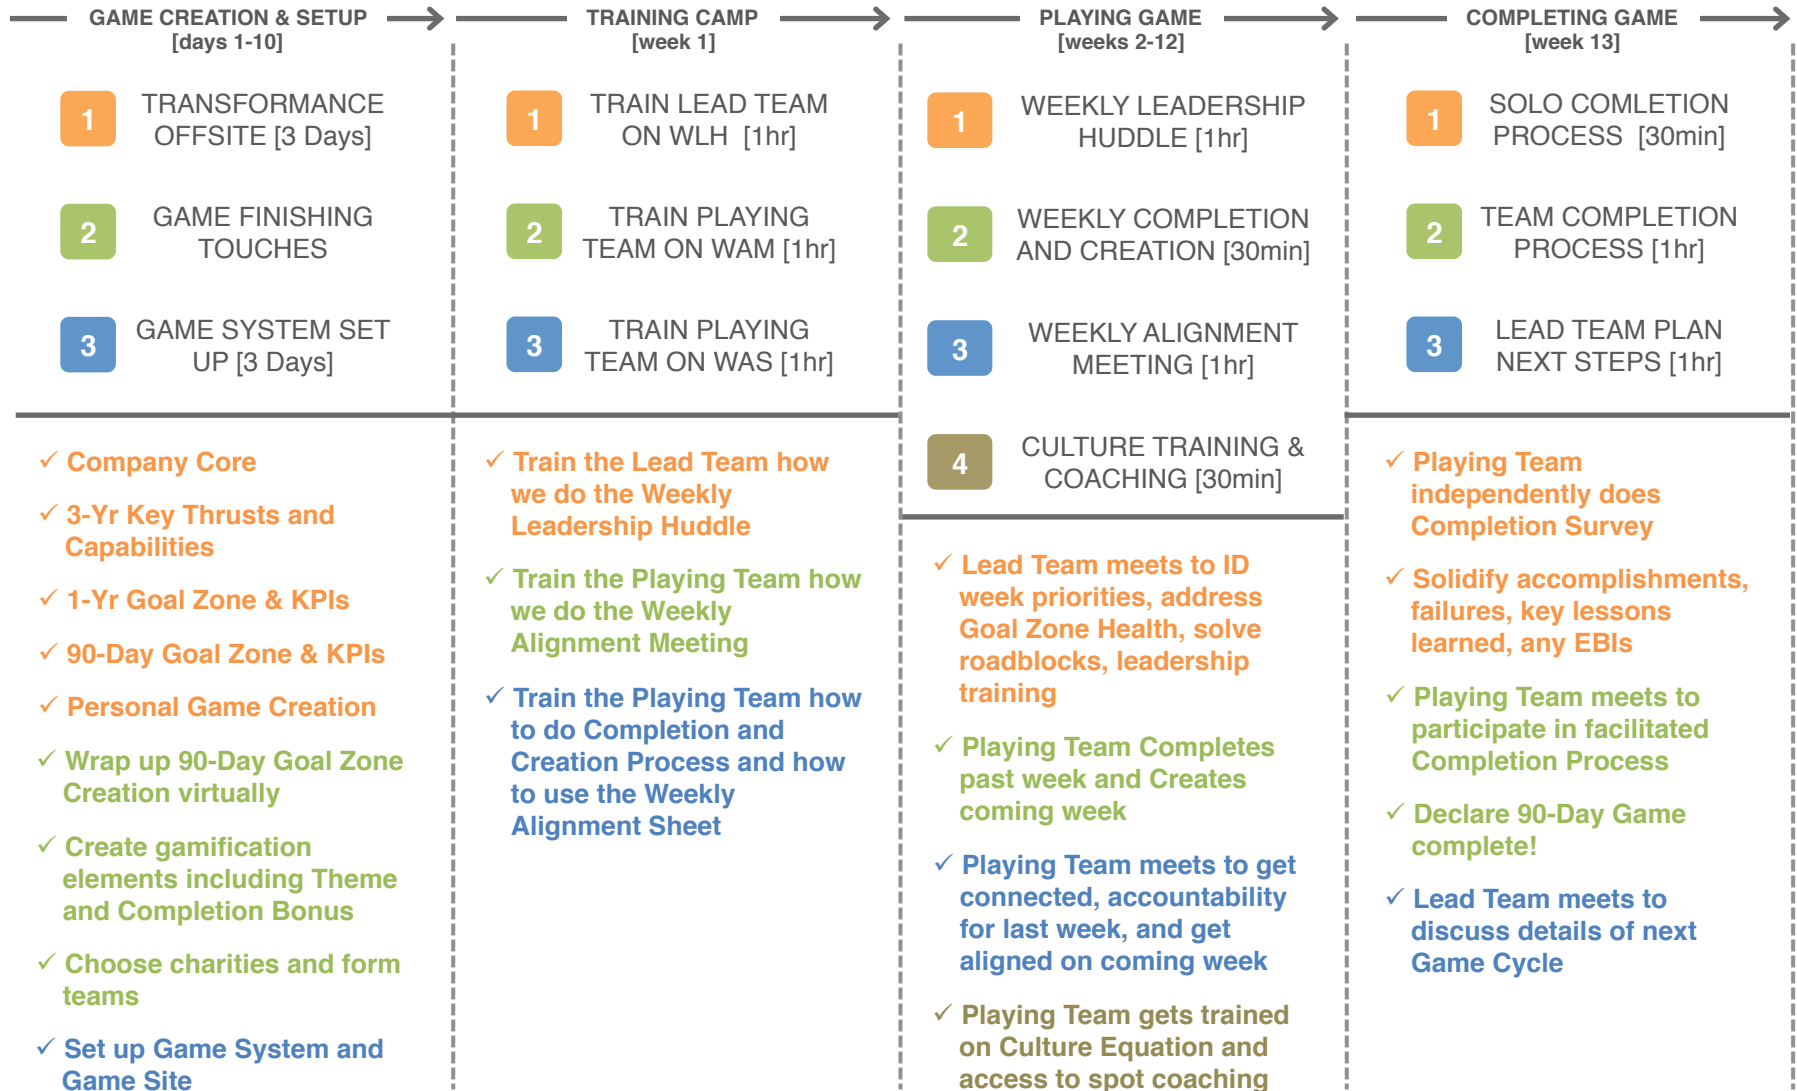 GAME CREATION & SETUP
[days 1-10]
1
TRANSFORMANCE
OFFSITE [3 Days]
2
GAME FINISHING
TOUCHES
3
GAME SYSTEM SET
UP [3 Days]
✓ Company Core
✓ 3-Yr Key Thrusts and
Capabilities
✓ 1-Yr Goal Zone & KPIs
✓ 90-Day Goal Zone & KPIs
✓ Personal Game Creation
✓ Wrap up 90-Day Goal Zone
Creation virtually
✓ Create gamification
elements including Theme
and Completion Bonus
✓ Choose charities and form
teams
✓ Set up Game System and
Game Site
TRAINING CAMP
[week 1]
1
TRAIN LEAD TEAM
ON WLH [1hr]
2
TRAIN PLAYING
TEAM ON WAM [1hr]
3
TRAIN PLAYING
TEAM ON WAS [1hr]
✓ Train the Lead Team how
we do the Weekly
Leadership Huddle
✓ Train the Playing Team how
we do the Weekly
Alignment Meeting
✓ Train the Playing Team how
to do Completion and
Creation Process and how
to use the Weekly
Alignment Sheet
PLAYING GAME
[weeks 2-12]
1
WEEKLY LEADERSHIP
HUDDLE [1hr]
2
WEEKLY COMPLETION
AND CREATION [30min]
3
WEEKLY ALIGNMENT
MEETING [1hr]
4
CULTURE TRAINING &
COACHING [30min]
✓ Lead Team meets to ID
week priorities, address
Goal Zone Health, solve
roadblocks, leadership
training
✓ Playing Team Completes
past week and Creates
coming week
✓ Playing Team meets to get
connected, accountability
for last week, and get
aligned on coming week
✓ Playing Team gets trained
on Culture Equation and
access to spot coaching
COMPLETING GAME
[week 13]
1
SOLO COMLETION
PROCESS [30min]
2
TEAM COMPLETION
PROCESS [1hr]
3
LEAD TEAM PLAN
NEXT STEPS [1hr]
✓ Playing Team
independently does
Completion Survey
✓ Solidify accomplishments,
failures, key lessons
learned, any EBIs
✓ Playing Team meets to
participate in facilitated
Completion Process
✓ Declare 90-Day Game
complete!
✓ Lead Team meets to
discuss details of next
Game Cycle